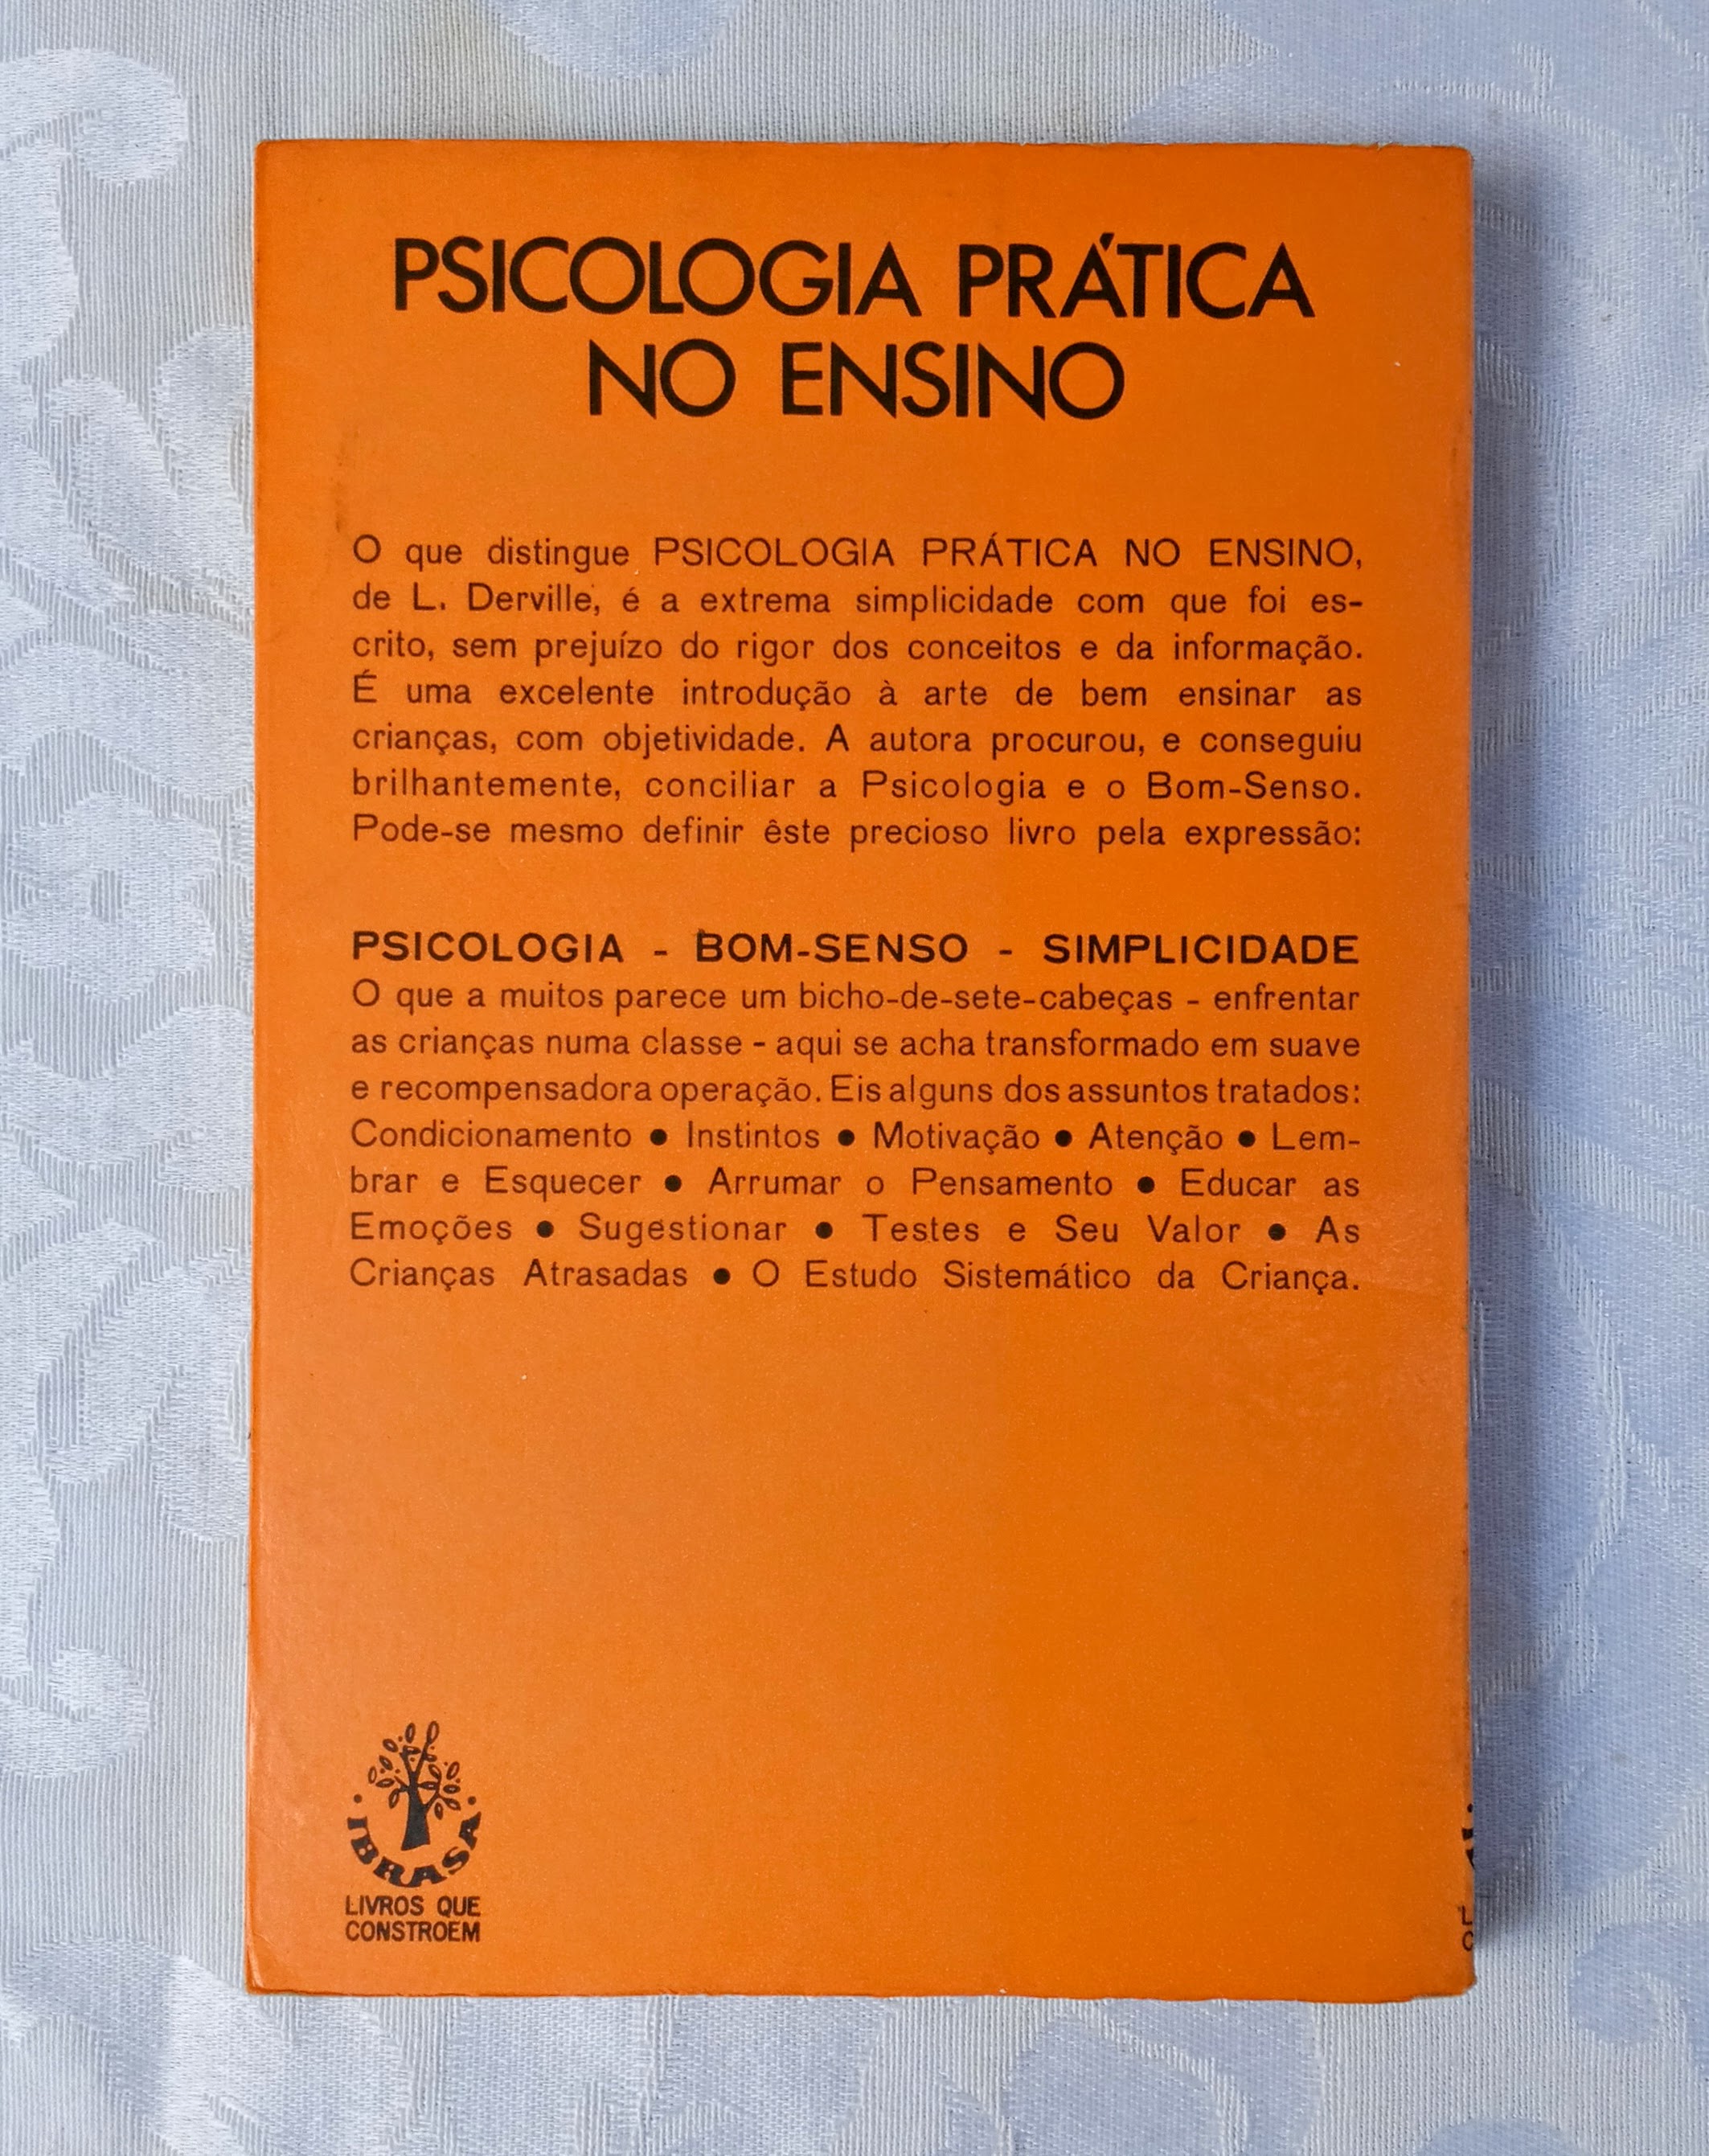 PSICOLOGIA PRÁTICA
NO ENSINO
O que distingue PSICOLOGIA PRÁTICA NO ENSINO,
de L. Derville, é a extrema simplicidade com que foi es-
crito, sem prejuízo do rigor dos conceitos e da informação.
É uma excelente introdução à arte de bem ensinar as
crianças, com objetividade. A autora procurou, e conseguiu
brilhantemente, conciliar a Psicologia e o Bom-Senso.
Pode-se mesmo definir êste precioso livro pela expressão:
PSICOLOGIA - BOM-SENSO - SIMPLICIDADE
O que a muitos parece um bicho-de-sete-cabeças - enfrentar
as crianças numa classe - aqui se acha transformado em suave
e recompensadora operação. Eis alguns dos assuntos tratados:
Condicionamento ● Instintos ● Motivação ● Atenção ● Lem-
brar e Esquecer ● Arrumar o Pensamento ● Educar as
Emoções ● Sugestionar ● Testes e Seu Valor ● As
Crianças Atrasadas ● O Estudo Sistemático da Criança.
• IBRASA •
LIVROS QUE
CONSTROEM